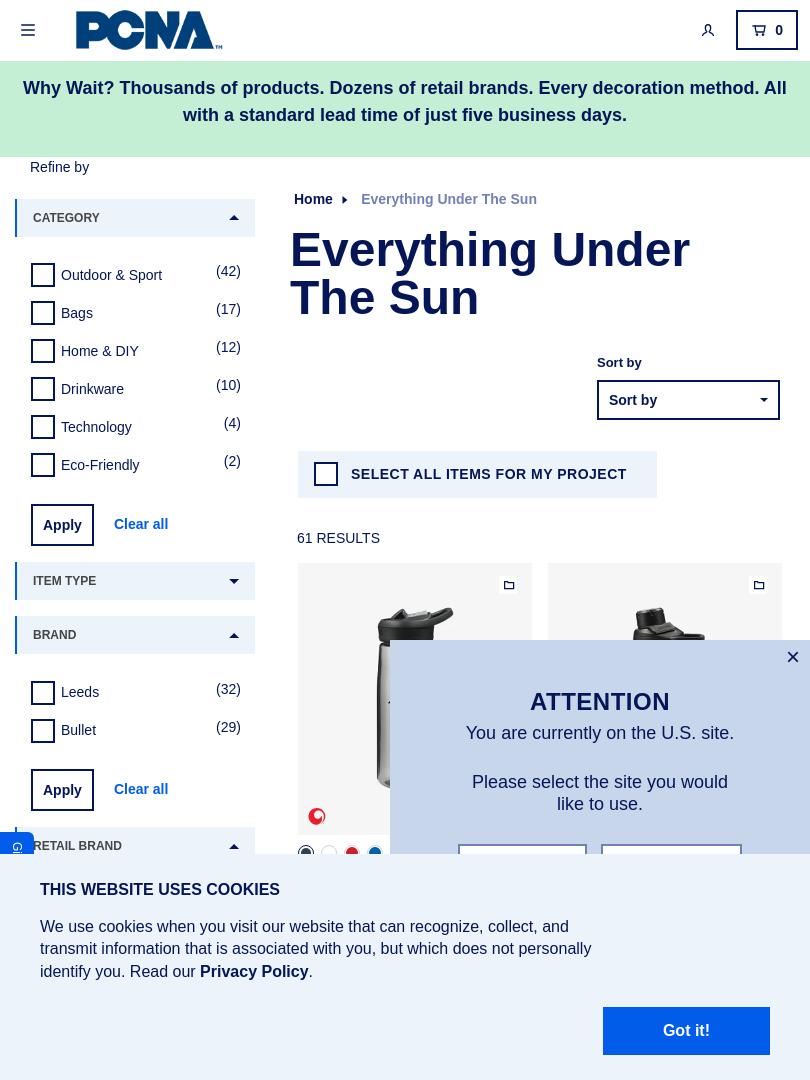 PCNA
TM
0
Why Wait? Thousands of products. Dozens of retail brands. Every decoration method. All
with a standard lead time of just five business days.
Refine by
CATEGORY
Outdoor & Sport (42)
Bags (17)
Home & DIY (12)
Drinkware (10)
Technology (4)
Eco-Friendly (2)
Apply Clear all
ITEM TYPE
BRAND
Leeds (32)
Bullet (29)
Apply Clear all
RETAIL BRAND
Home Everything Under The Sun
Everything Under
The Sun
Sort by
Sort by
SELECT ALL ITEMS FOR MY PROJECT
61 RESULTS
ATTENTION
You are currently on the U.S. site.
Please select the site you would
like to use.
THIS WEBSITE USES COOKIES
We use cookies when you visit our website that can recognize, collect, and
transmit information that is associated with you, but which does not personally
identify you. Read our Privacy Policy.
Got it!